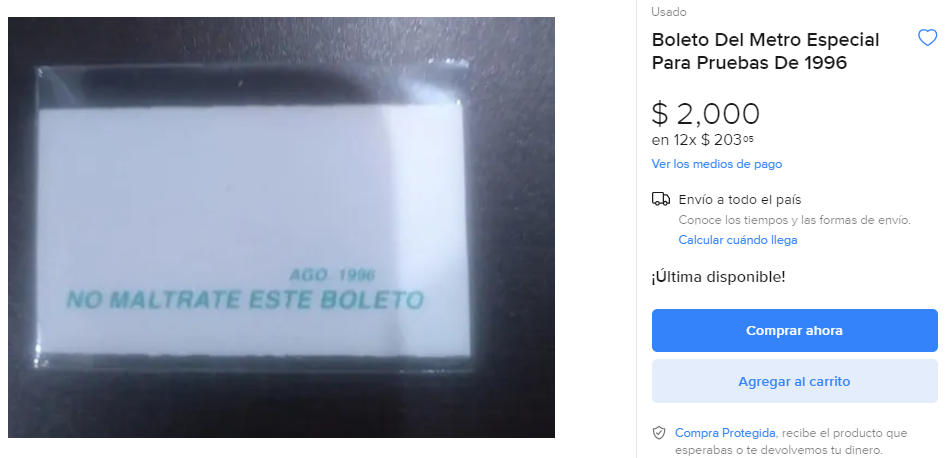 AGO. 1996
NO MALTRATE ESTE BOLETO
Usado
Boleto Del Metro Especial
Para Pruebas De 1996
$ 2,000
en 12x $ 203 05
Ver los medios de pago
Envío a todo el país
Conoce los tiempos y las formas de envío.
Calcular cuándo llega
¡Última disponible!
Comprar ahora
Agregar al carrito
Compra Protegida, recibe el producto que
esperabas o te devolvemos tu dinero.